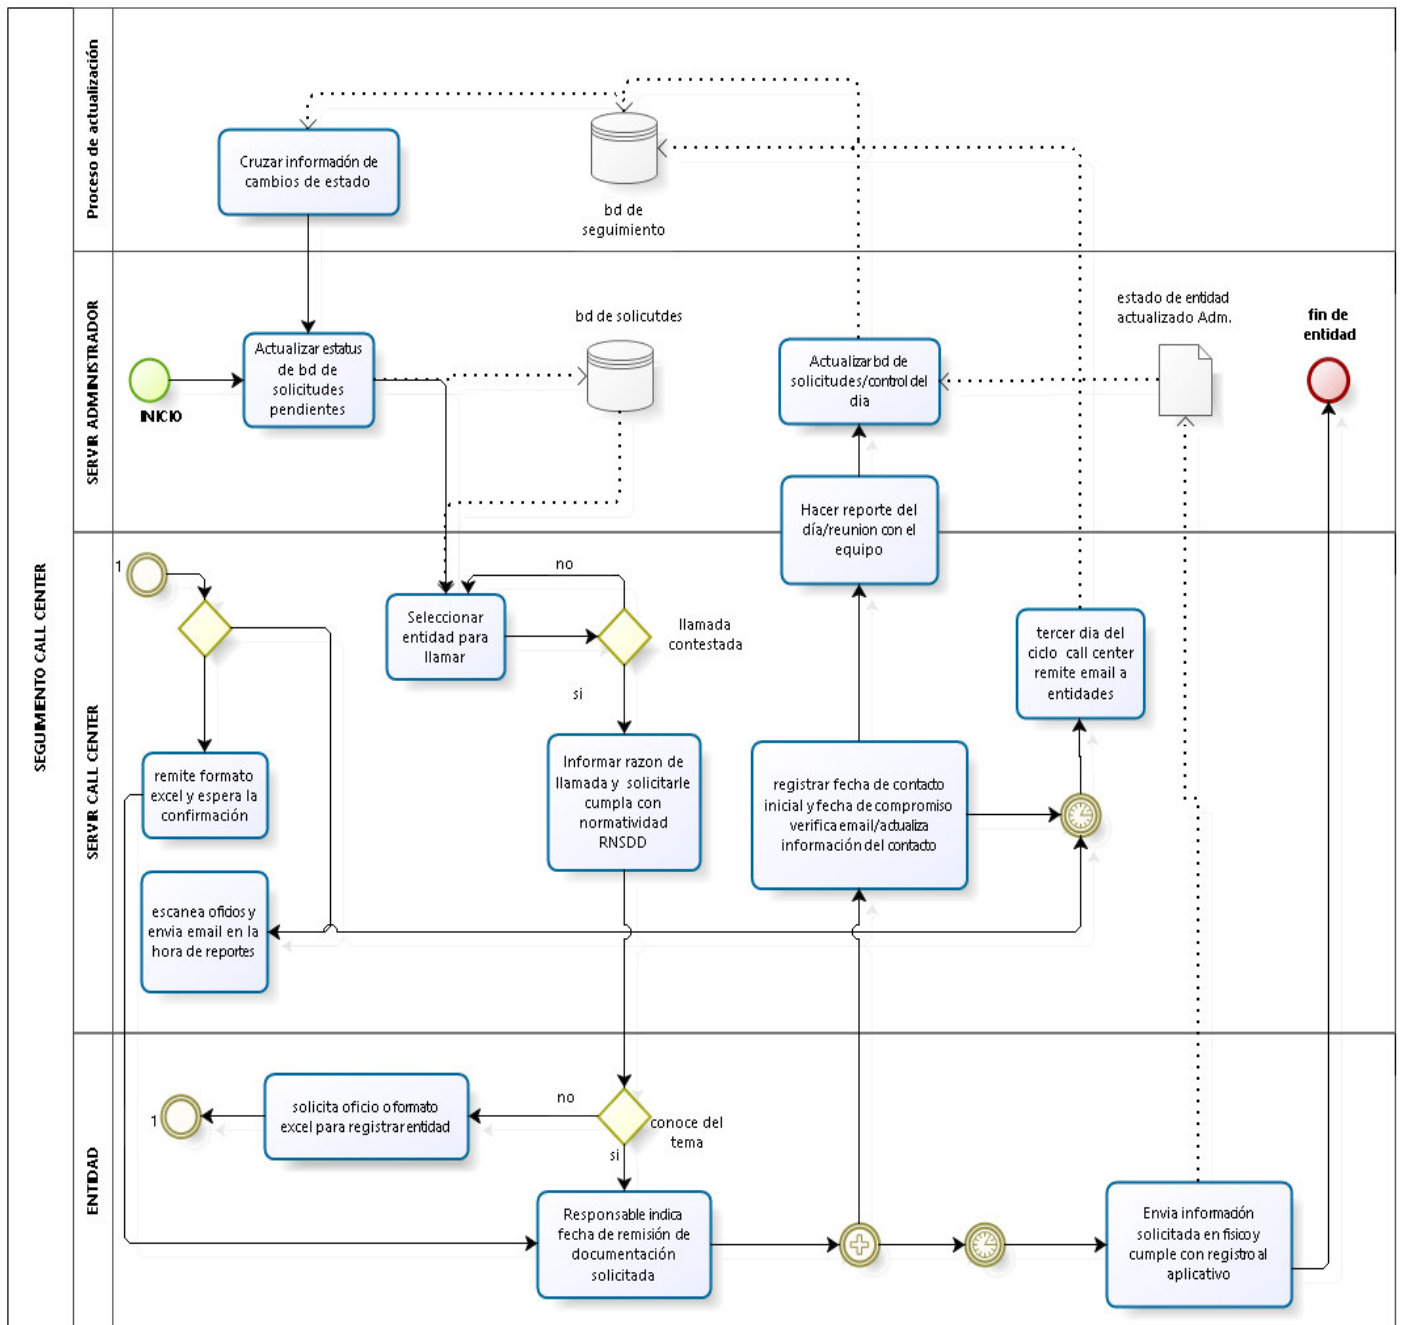 SEGUIMIENTO CALL CENTER
Proceso de actualización
Cruzar información de
cambios de estado
bd de
seguimiento
SERVIR ADMINISTRADOR
INICIO
Actualizar estatus
de bd de
solicitudes
pendientes
bd de solicutdes
Actualizar bd de
solicitudes/control del
dia
estado de entidad
actualizado Adm.
fin de
entidad
Hacer reporte del
día/reunion con el
equipo
SERVIR CALL CENTER
1
remite formato
excel y espera la
confirmación
escanea oficios y
envia email en la
hora de reportes
Seleccionar
entidad para
llamar
no
llamada
contestada
si
Informar razon de
llamada y solicitarle
cumpla con
normatividad
RNSDD
registrar fecha de contacto
inicial y fecha de compromiso
verifica email/actualiza
información del contacto
tercer dia del
ciclo call center
remite email a
entidades
ENTIDAD
1
solicita oficio o formato
excel para registrar entidad
no
conoce del
tema
si
Responsable indica
fecha de remisión de
documentación
solicitada
Envia información
solicitada en fisico y
cumple con registro al
aplicativo